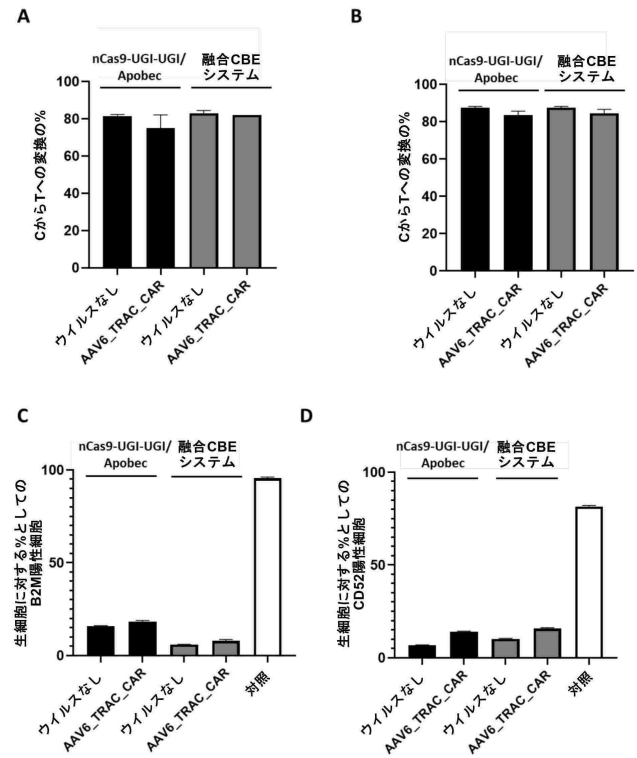 A
nCas9-UGI-UGI/
Apobec
融合CBE
システム
CからTへの変換の%
100
80
60
40
20
0
ウイルスなし
AAV6_TRAC_CAR
ウイルスなし
AAV6_TRAC_CAR
B
nCas9-UGI-UGI/
Apobec
融合CBE
システム
CからTへの変換の%
100
80
60
40
20
0
ウイルスなし
AAV6_TRAC_CAR
ウイルスなし
AAV6_TRAC_CAR
C
nCas9-UGI-UGI/
Apobec
融合CBE
システム
生細胞に対する%としての
B2M陽性細胞
100
50
0
ウイルスなし
AAV6_TRAC_CAR
ウイルスなし
AAV6_TRAC_CAR
対照
D
nCas9-UGI-UGI/
Apobec
融合CBE
システム
生細胞に対する%としての
CD52陽性細胞
100
50
0
ウイルスなし
AAV6_TRAC_CAR
ウイルスなし
AAV6_TRAC_CAR
対照